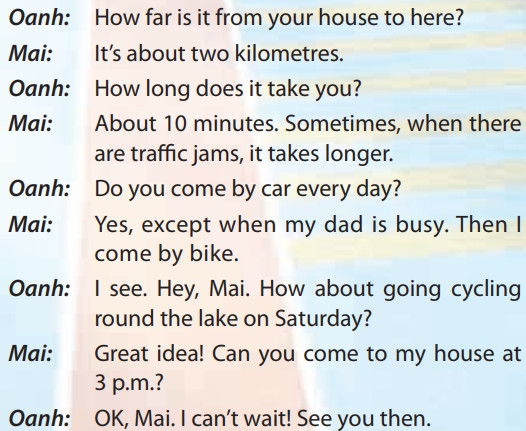 Oanh: How far is it from your house to here?
Mai: It's about two kilometres.
Oanh: How long does it take you?
Mai: About 10 minutes. Sometimes, when there
are traffic jams, it takes longer.
Oanh: Do you come by car every day?
Mai: Yes, except when my dad is busy. Then I
come by bike.
Oanh: I see. Hey, Mai. How about going cycling
round the lake on Saturday?
Mai: Great idea! Can you come to my house at
3 p.m.?
Oanh: OK, Mai. I can't wait! See you then.